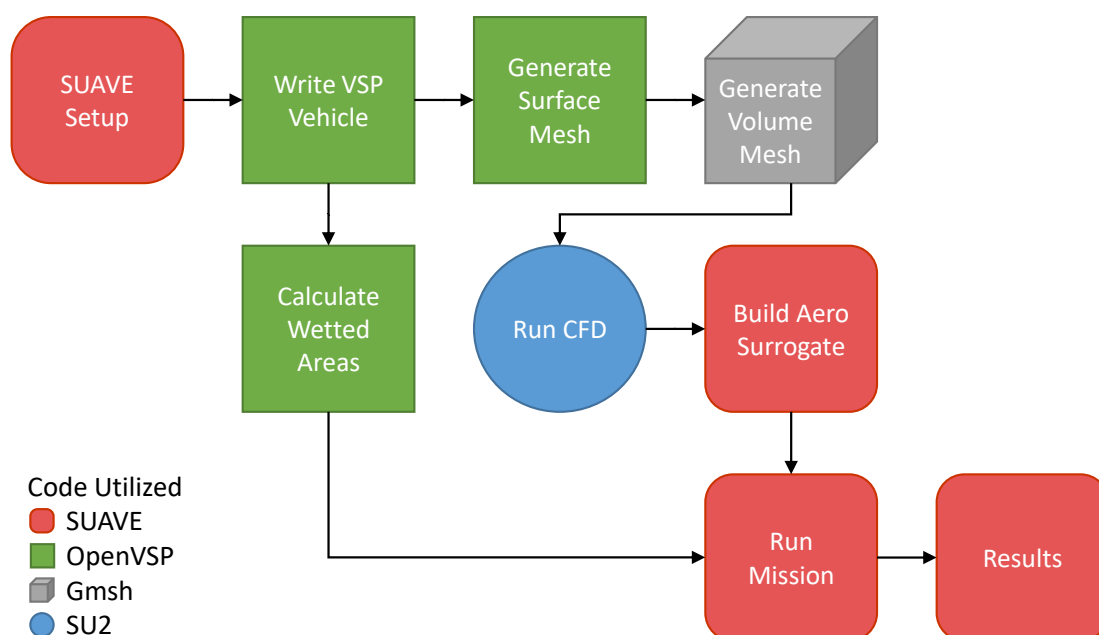 SUAVE
Setup
Write VSP
Vehicle
Generate
Surface
Mesh
Generate
Volume
Mesh
Calculate
Wetted
Areas
Run CFD
Build Aero
Surrogate
Run
Mission
Results
Code Utilized
SUAVE
OpenVSP
Gmsh
SU2